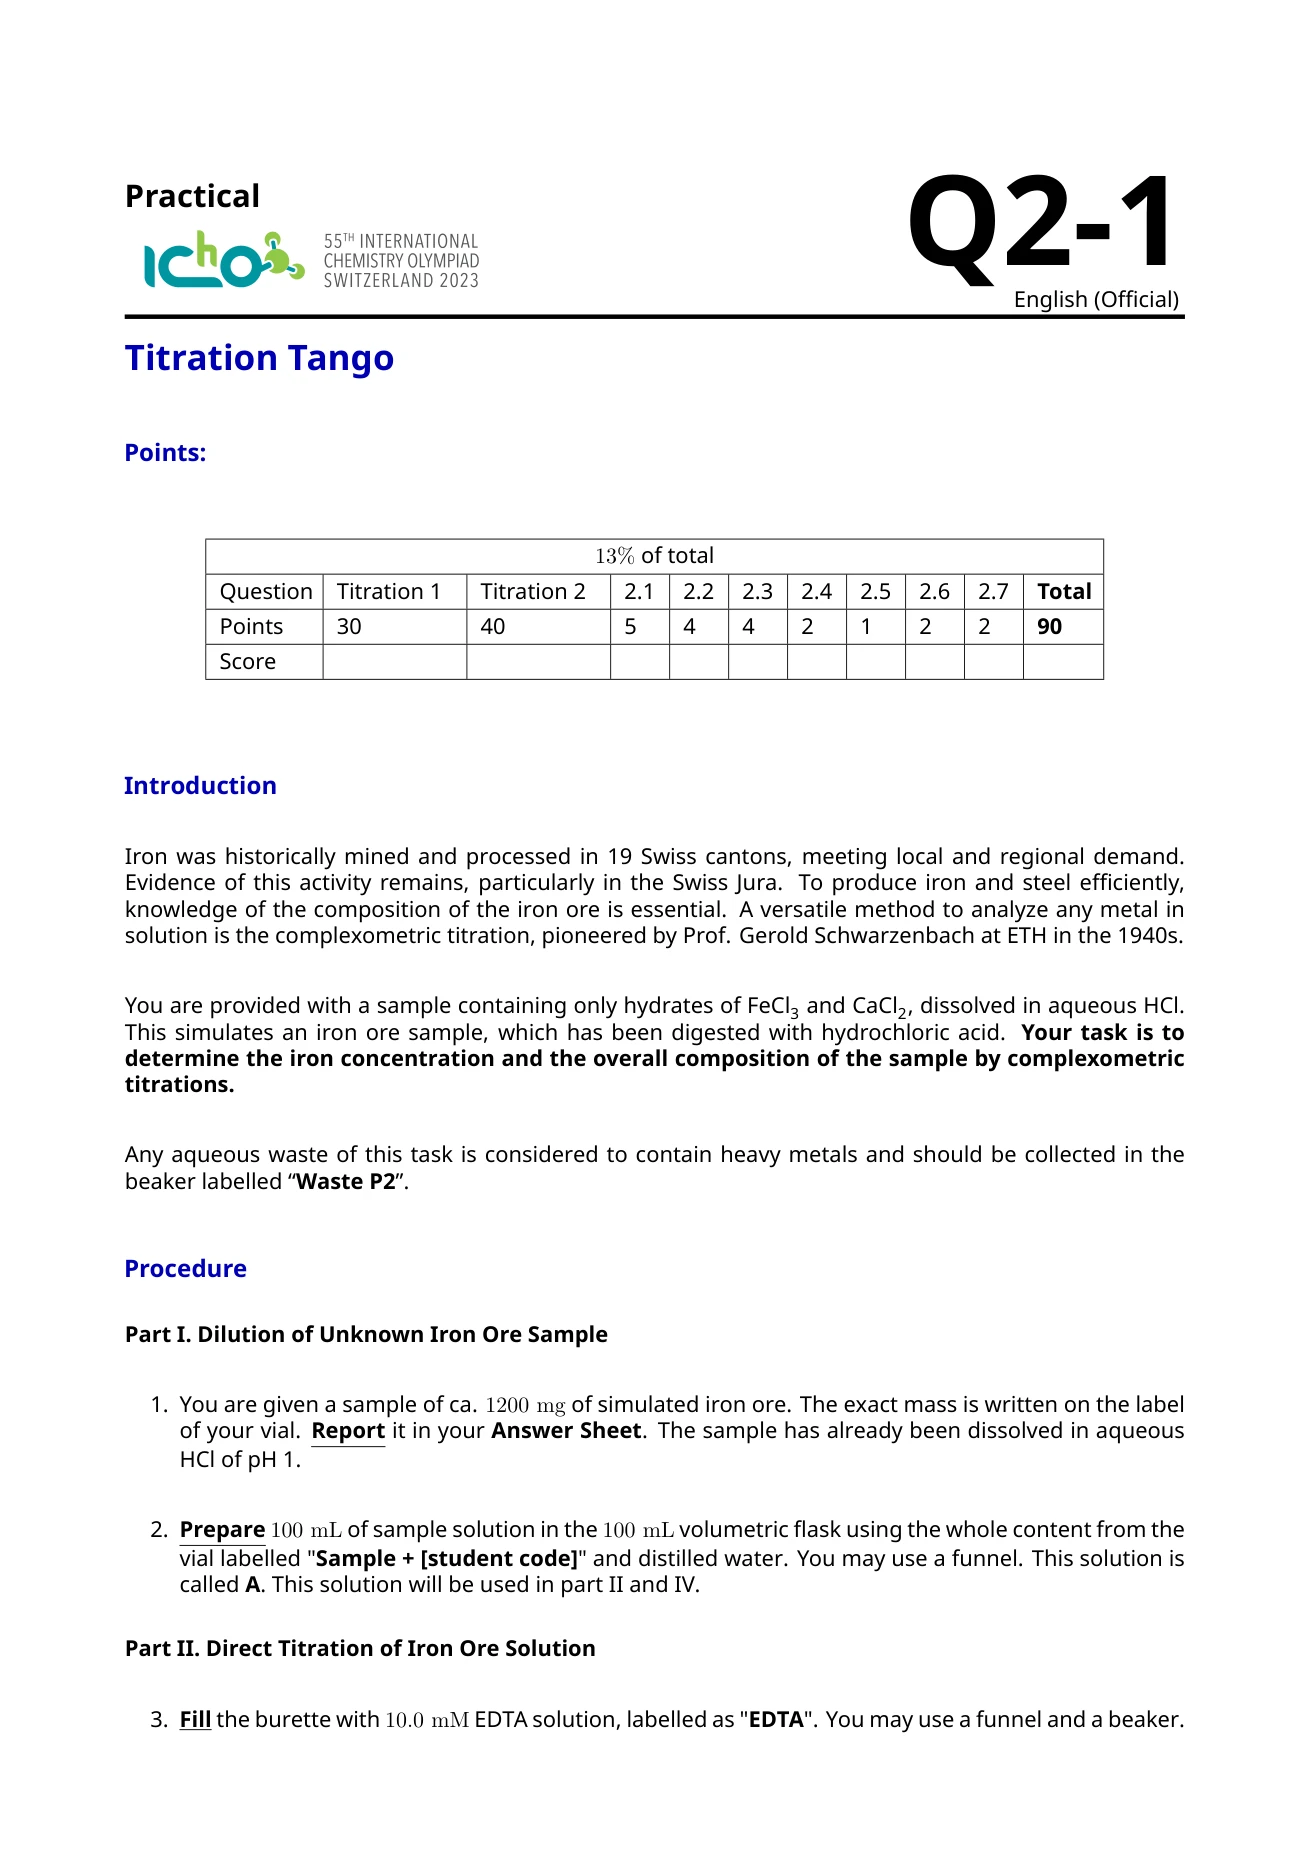 Practical
Q2-1
IChO
55TH INTERNATIONAL
CHEMISTRY OLYMPIAD
SWITZERLAND 2023
English (Official)
Titration Tango
Points:
13% of total
Question Titration 1 Titration 2 2.1 2.2 2.3 2.4 2.5 2.6 2.7 Total
Points 30 40 5 4 4 2 1 2 2 90
Score
Introduction
Iron was historically mined and processed in 19 Swiss cantons, meeting local and regional demand.
Evidence of this activity remains, particularly in the Swiss Jura. To produce iron and steel efficiently,
knowledge of the composition of the iron ore is essential. A versatile method to analyze any metal in
solution is the complexometric titration, pioneered by Prof. Gerold Schwarzenbach at ETH in the 1940s.
You are provided with a sample containing only hydrates of FeCl3 and CaCl2, dissolved in aqueous HCl.
This simulates an iron ore sample, which has been digested with hydrochloric acid. Your task is to
determine the iron concentration and the overall composition of the sample by complexometric
titrations.
Any aqueous waste of this task is considered to contain heavy metals and should be collected in the
beaker labelled “Waste P2”.
Procedure
Part I. Dilution of Unknown Iron Ore Sample
1. You are given a sample of ca. 1200 mg of simulated iron ore. The exact mass is written on the label
of your vial. Report it in your Answer Sheet. The sample has already been dissolved in aqueous
HCl of pH 1.
2. Prepare 100 mL of sample solution in the 100 mL volumetric flask using the whole content from the
vial labelled "Sample + [student code]" and distilled water. You may use a funnel. This solution is
called A. This solution will be used in part II and IV.
Part II. Direct Titration of Iron Ore Solution
3. Fill the burette with 10.0 mM EDTA solution, labelled as "EDTA". You may use a funnel and a beaker.